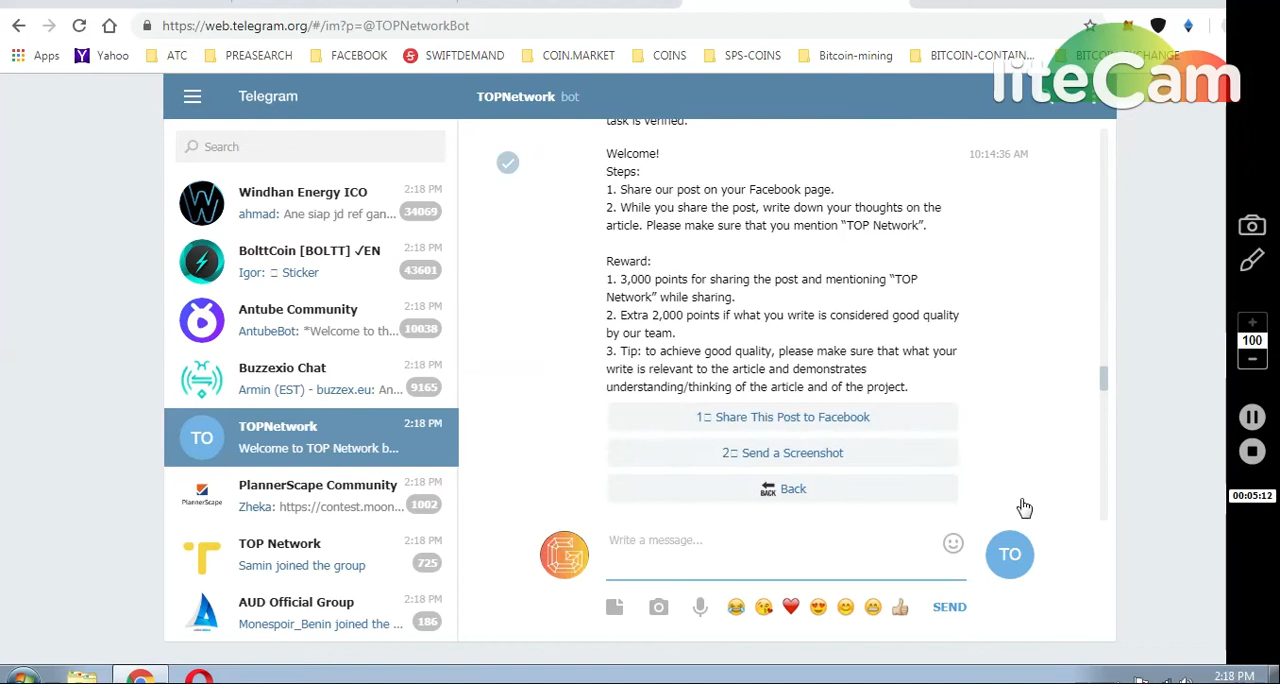 https://web.telegram.org/#/im?p=@TOPNetworkBot
Apps
Yahoo
ATC
PREASEARCH
FACEBOOK
SWIFTDEMAND
COIN.MARKET
COINS
SPS-COINS
Bitcoin-mining
BITCOIN-CONTAIN...
BITCOIN-EXCHANGE
liteCam
Telegram
TOPNetwork bot
Search
Windhan Energy ICO 2:18 PM
ahmad: Ane siap jd ref gan... 34069
BolttCoin [BOLTT] ✓EN 2:18 PM
Igor: Sticker 43601
Antube Community 2:18 PM
AntubeBot: *Welcome to th... 10038
Buzzexio Chat 2:18 PM
Armin (EST) - buzzex.eu: An... 9165
TO
TOPNetwork 2:18 PM
Welcome to TOP Network b...
PlannerScape
PlannerScape Community 2:18 PM
Zheka: https://contest.moon... 1002
TOP Network 2:18 PM
Samin joined the group 725
AUD Official Group 2:18 PM
Monespoir_Benin joined the ... 186
task is verified.
Welcome! 10:14:36 AM
Steps:
1. Share our post on your Facebook page.
2. While you share the post, write down your thoughts on the
article. Please make sure that you mention “TOP Network”.
Reward:
1. 3,000 points for sharing the post and mentioning “TOP
Network” while sharing.
2. Extra 2,000 points if what you write is considered good quality
by our team.
3. Tip: to achieve good quality, please make sure that what your
write is relevant to the article and demonstrates
understanding/thinking of the article and of the project.
1 Share This Post to Facebook
2 Send a Screenshot
BACK Back
Write a message...
TO
SEND
100
00:05:12
2:18 PM